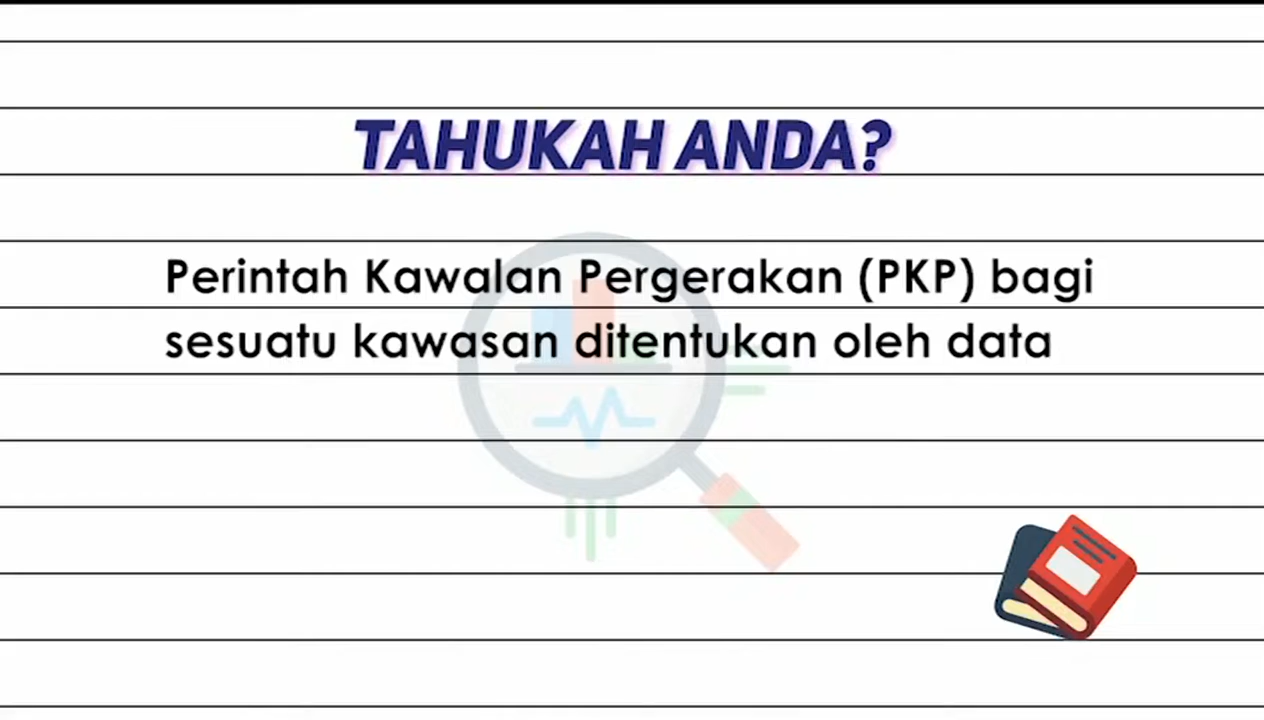 TAHUKAH ANDA?
Perintah Kawalan Pergerakan (PKP) bagi
sesuatu kawasan ditentukan oleh data